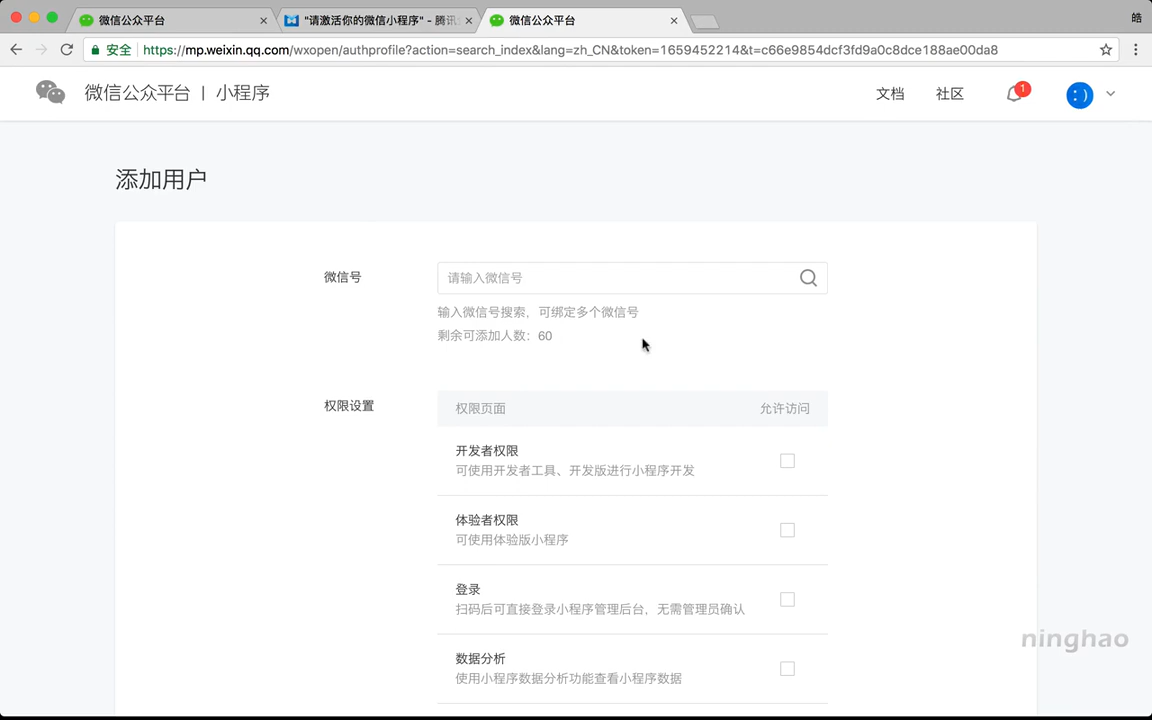 微信公众平台
"请激活你的微信小程序" - 腾讯
微信公众平台
皓
安全 https://mp.weixin.qq.com/wxopen/authprofile?action=search_index&lang=zh_CN&token=1659452214&t=c66e9854dcf3fd9a0c8dce188ae00da8
微信公众平台 | 小程序
文档
社区
1
:)
添加用户
微信号
请输入微信号
输入微信号搜索，可绑定多个微信号
剩余可添加人数：60
权限设置
权限页面
允许访问
开发者权限
可使用开发者工具、开发版进行小程序开发
体验者权限
可使用体验版小程序
登录
扫码后可直接登录小程序管理后台，无需管理员确认
数据分析
使用小程序数据分析功能查看小程序数据
ninghao